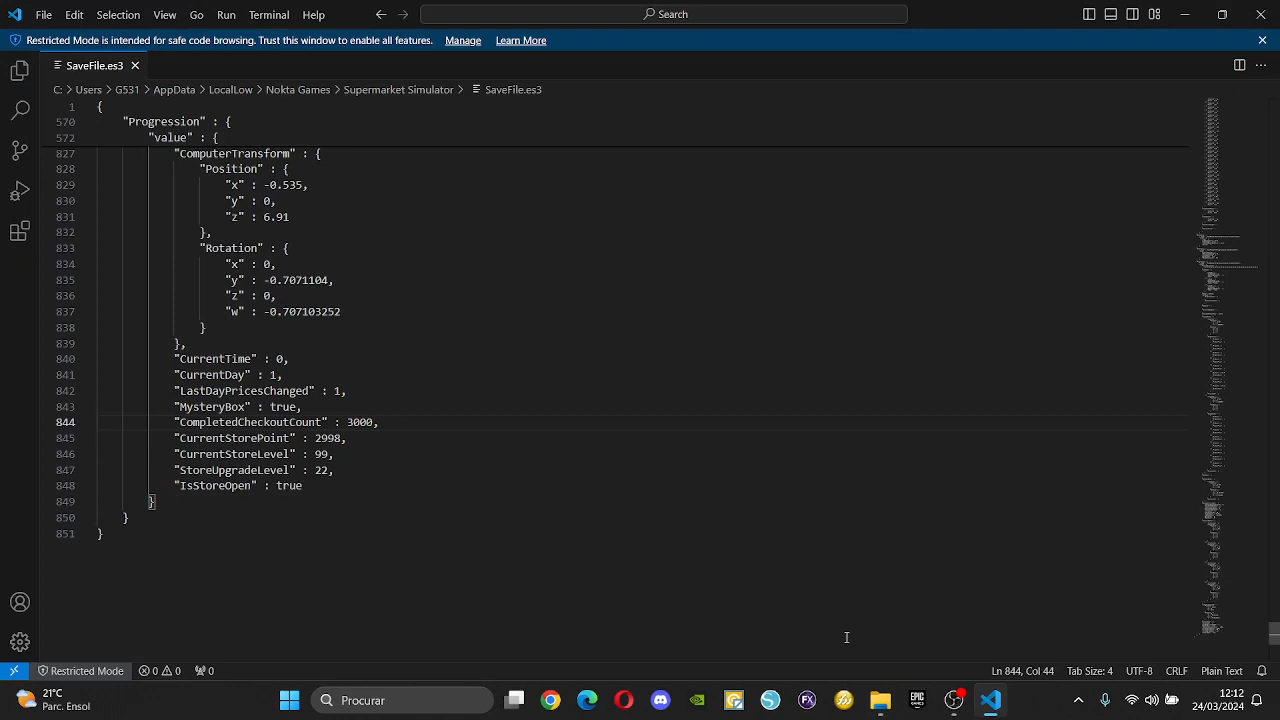 File Edit Selection View Go Run Terminal Help Search
Restricted Mode is intended for safe code browsing. Trust this window to enable all features. Manage Learn More
SaveFile.es3
C: > Users > G531 > AppData > LocalLow > Nokta Games > Supermarket Simulator > SaveFile.es3
1 {
570 "Progression" : {
572 "value" : {
827 "ComputerTransform" : {
828 "Position" : {
829 "x" : -0.535,
830 "y" : 0,
831 "z" : 6.91
832 },
833 "Rotation" : {
834 "x" : 0,
835 "y" : -0.7071104,
836 "z" : 0,
837 "w" : -0.707103252
838 }
839 },
840 "CurrentTime" : 0,
841 "CurrentDay" : 1,
842 "LastDayPricesChanged" : 1,
843 "MysteryBox" : true,
844 "CompletedCheckoutCount" : 3000,
845 "CurrentStorePoint" : 2998,
846 "CurrentStoreLevel" : 99,
847 "StoreUpgradeLevel" : 22,
848 "IsStoreOpen" : true
849 }
850 }
851 }
Restricted Mode 0 0 0 Ln 844, Col 44 Tab Size: 4 UTF-8 CRLF Plain Text
21°C
Parc. Ensol
Procurar
12:12
24/03/2024